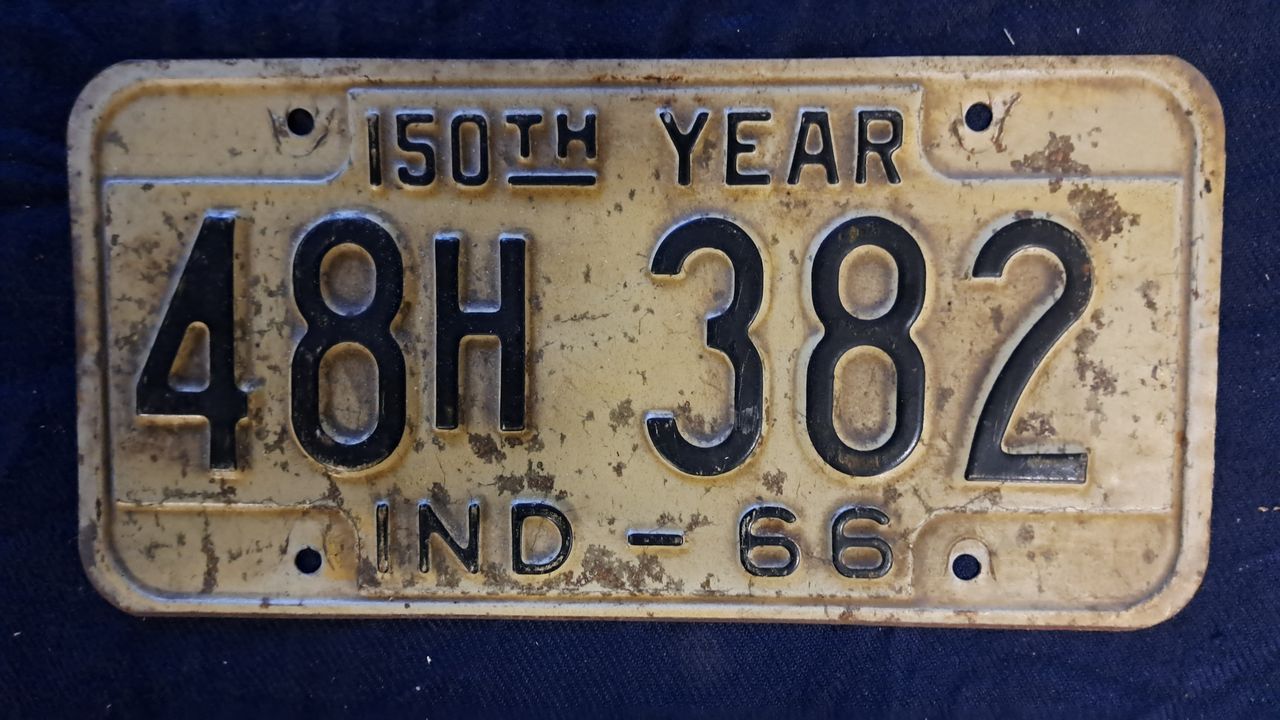 150TH YEAR
48H 382
IND - 66